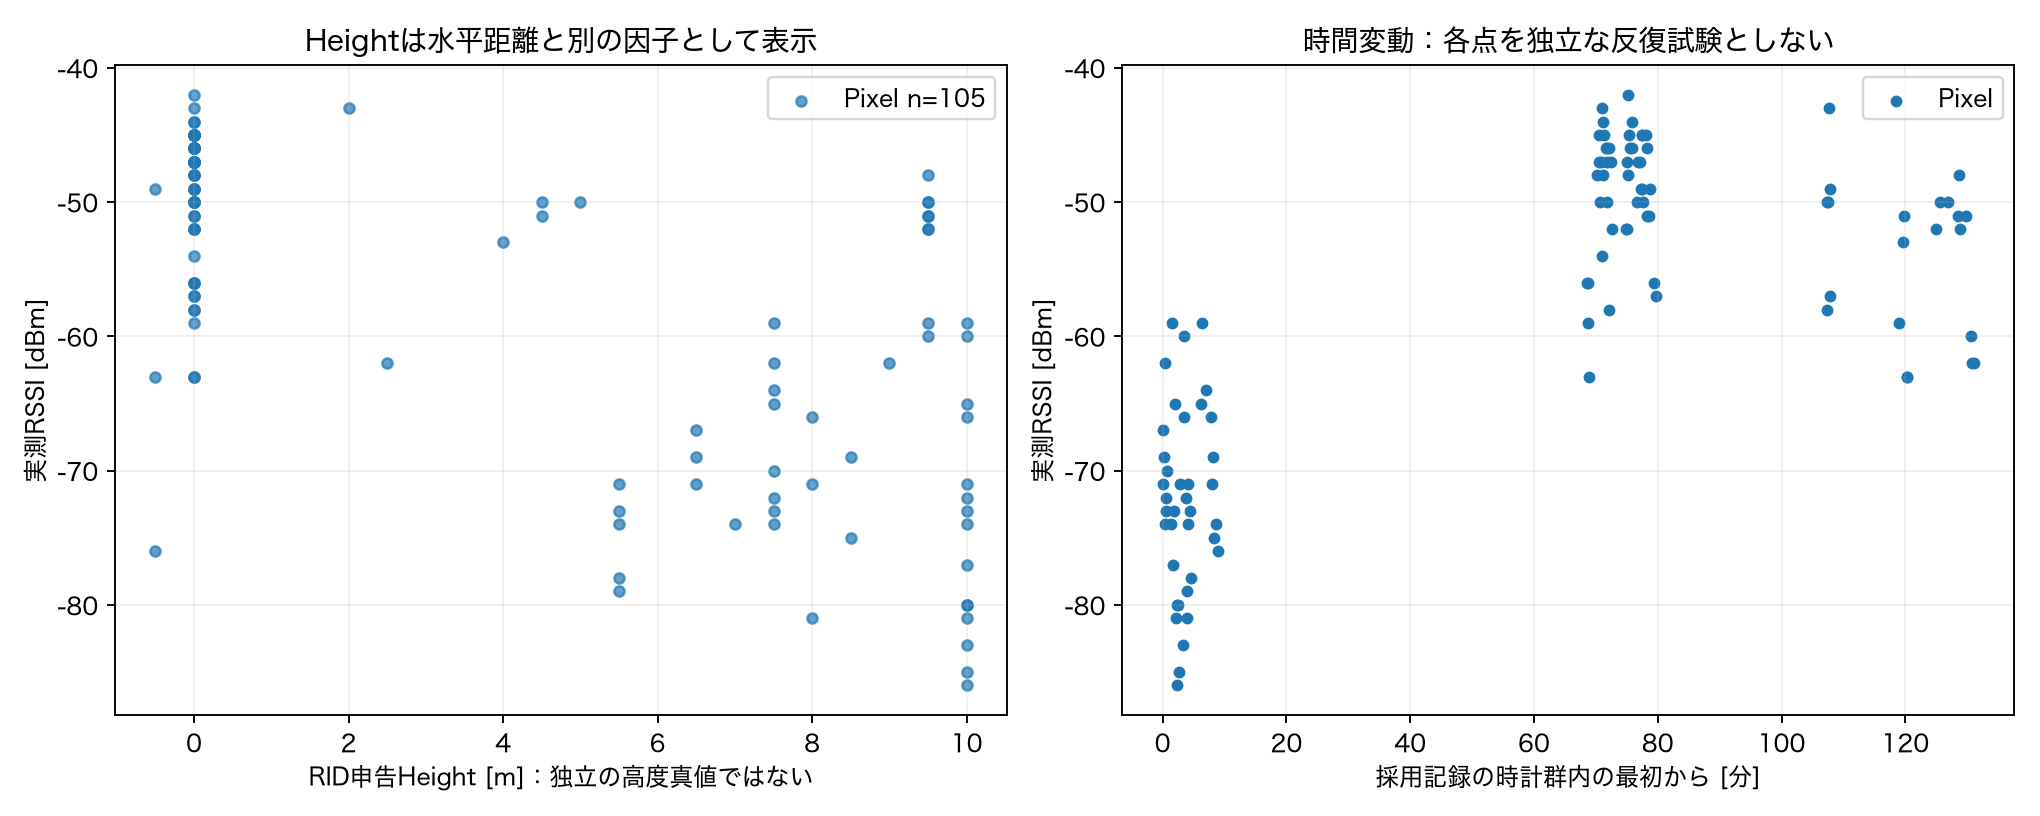 Heightは水平距離と別の因子として表示
-40
-50
-60
-70
-80
実測RSSI [dBm]
Pixel n=105
0 2 4 6 8 10
RID申告Height [m]：独立の高度真値ではない
時間変動：各点を独立な反復試験としない
-40
-50
-60
-70
-80
実測RSSI [dBm]
Pixel
0 20 40 60 80 100 120
採用記録の時計群内の最初から [分]